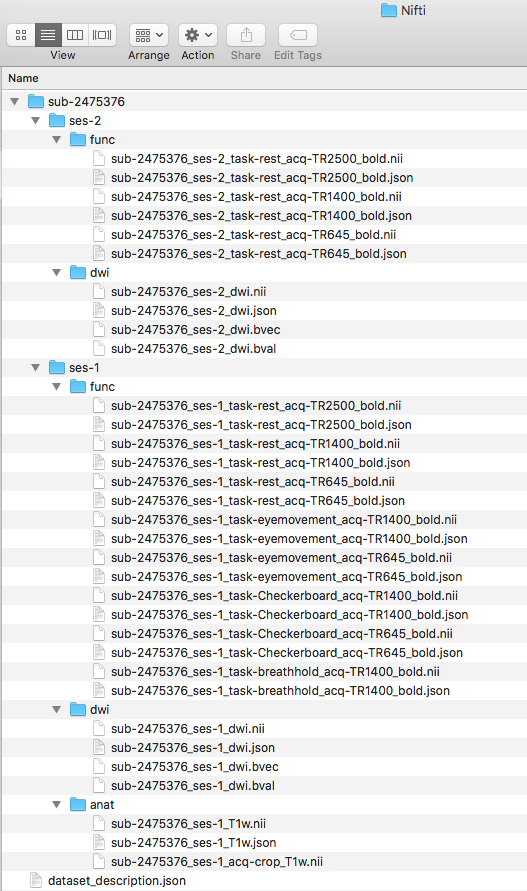 Nifti
View Arrange Action Share Edit Tags
Name
sub-2475376
ses-2
func
sub-2475376_ses-2_task-rest_acq-TR2500_bold.nii
sub-2475376_ses-2_task-rest_acq-TR2500_bold.json
sub-2475376_ses-2_task-rest_acq-TR1400_bold.nii
sub-2475376_ses-2_task-rest_acq-TR1400_bold.json
sub-2475376_ses-2_task-rest_acq-TR645_bold.nii
sub-2475376_ses-2_task-rest_acq-TR645_bold.json
dwi
sub-2475376_ses-2_dwi.nii
sub-2475376_ses-2_dwi.json
sub-2475376_ses-2_dwi.bvec
sub-2475376_ses-2_dwi.bval
ses-1
func
sub-2475376_ses-1_task-rest_acq-TR2500_bold.nii
sub-2475376_ses-1_task-rest_acq-TR2500_bold.json
sub-2475376_ses-1_task-rest_acq-TR1400_bold.nii
sub-2475376_ses-1_task-rest_acq-TR1400_bold.json
sub-2475376_ses-1_task-rest_acq-TR645_bold.nii
sub-2475376_ses-1_task-rest_acq-TR645_bold.json
sub-2475376_ses-1_task-eyemovement_acq-TR1400_bold.nii
sub-2475376_ses-1_task-eyemovement_acq-TR1400_bold.json
sub-2475376_ses-1_task-eyemovement_acq-TR645_bold.nii
sub-2475376_ses-1_task-eyemovement_acq-TR645_bold.json
sub-2475376_ses-1_task-Checkerboard_acq-TR1400_bold.nii
sub-2475376_ses-1_task-Checkerboard_acq-TR1400_bold.json
sub-2475376_ses-1_task-Checkerboard_acq-TR645_bold.nii
sub-2475376_ses-1_task-Checkerboard_acq-TR645_bold.json
sub-2475376_ses-1_task-breathhold_acq-TR1400_bold.nii
sub-2475376_ses-1_task-breathhold_acq-TR1400_bold.json
dwi
sub-2475376_ses-1_dwi.nii
sub-2475376_ses-1_dwi.json
sub-2475376_ses-1_dwi.bvec
sub-2475376_ses-1_dwi.bval
anat
sub-2475376_ses-1_T1w.nii
sub-2475376_ses-1_T1w.json
sub-2475376_ses-1_acq-crop_T1w.nii
dataset_description.json